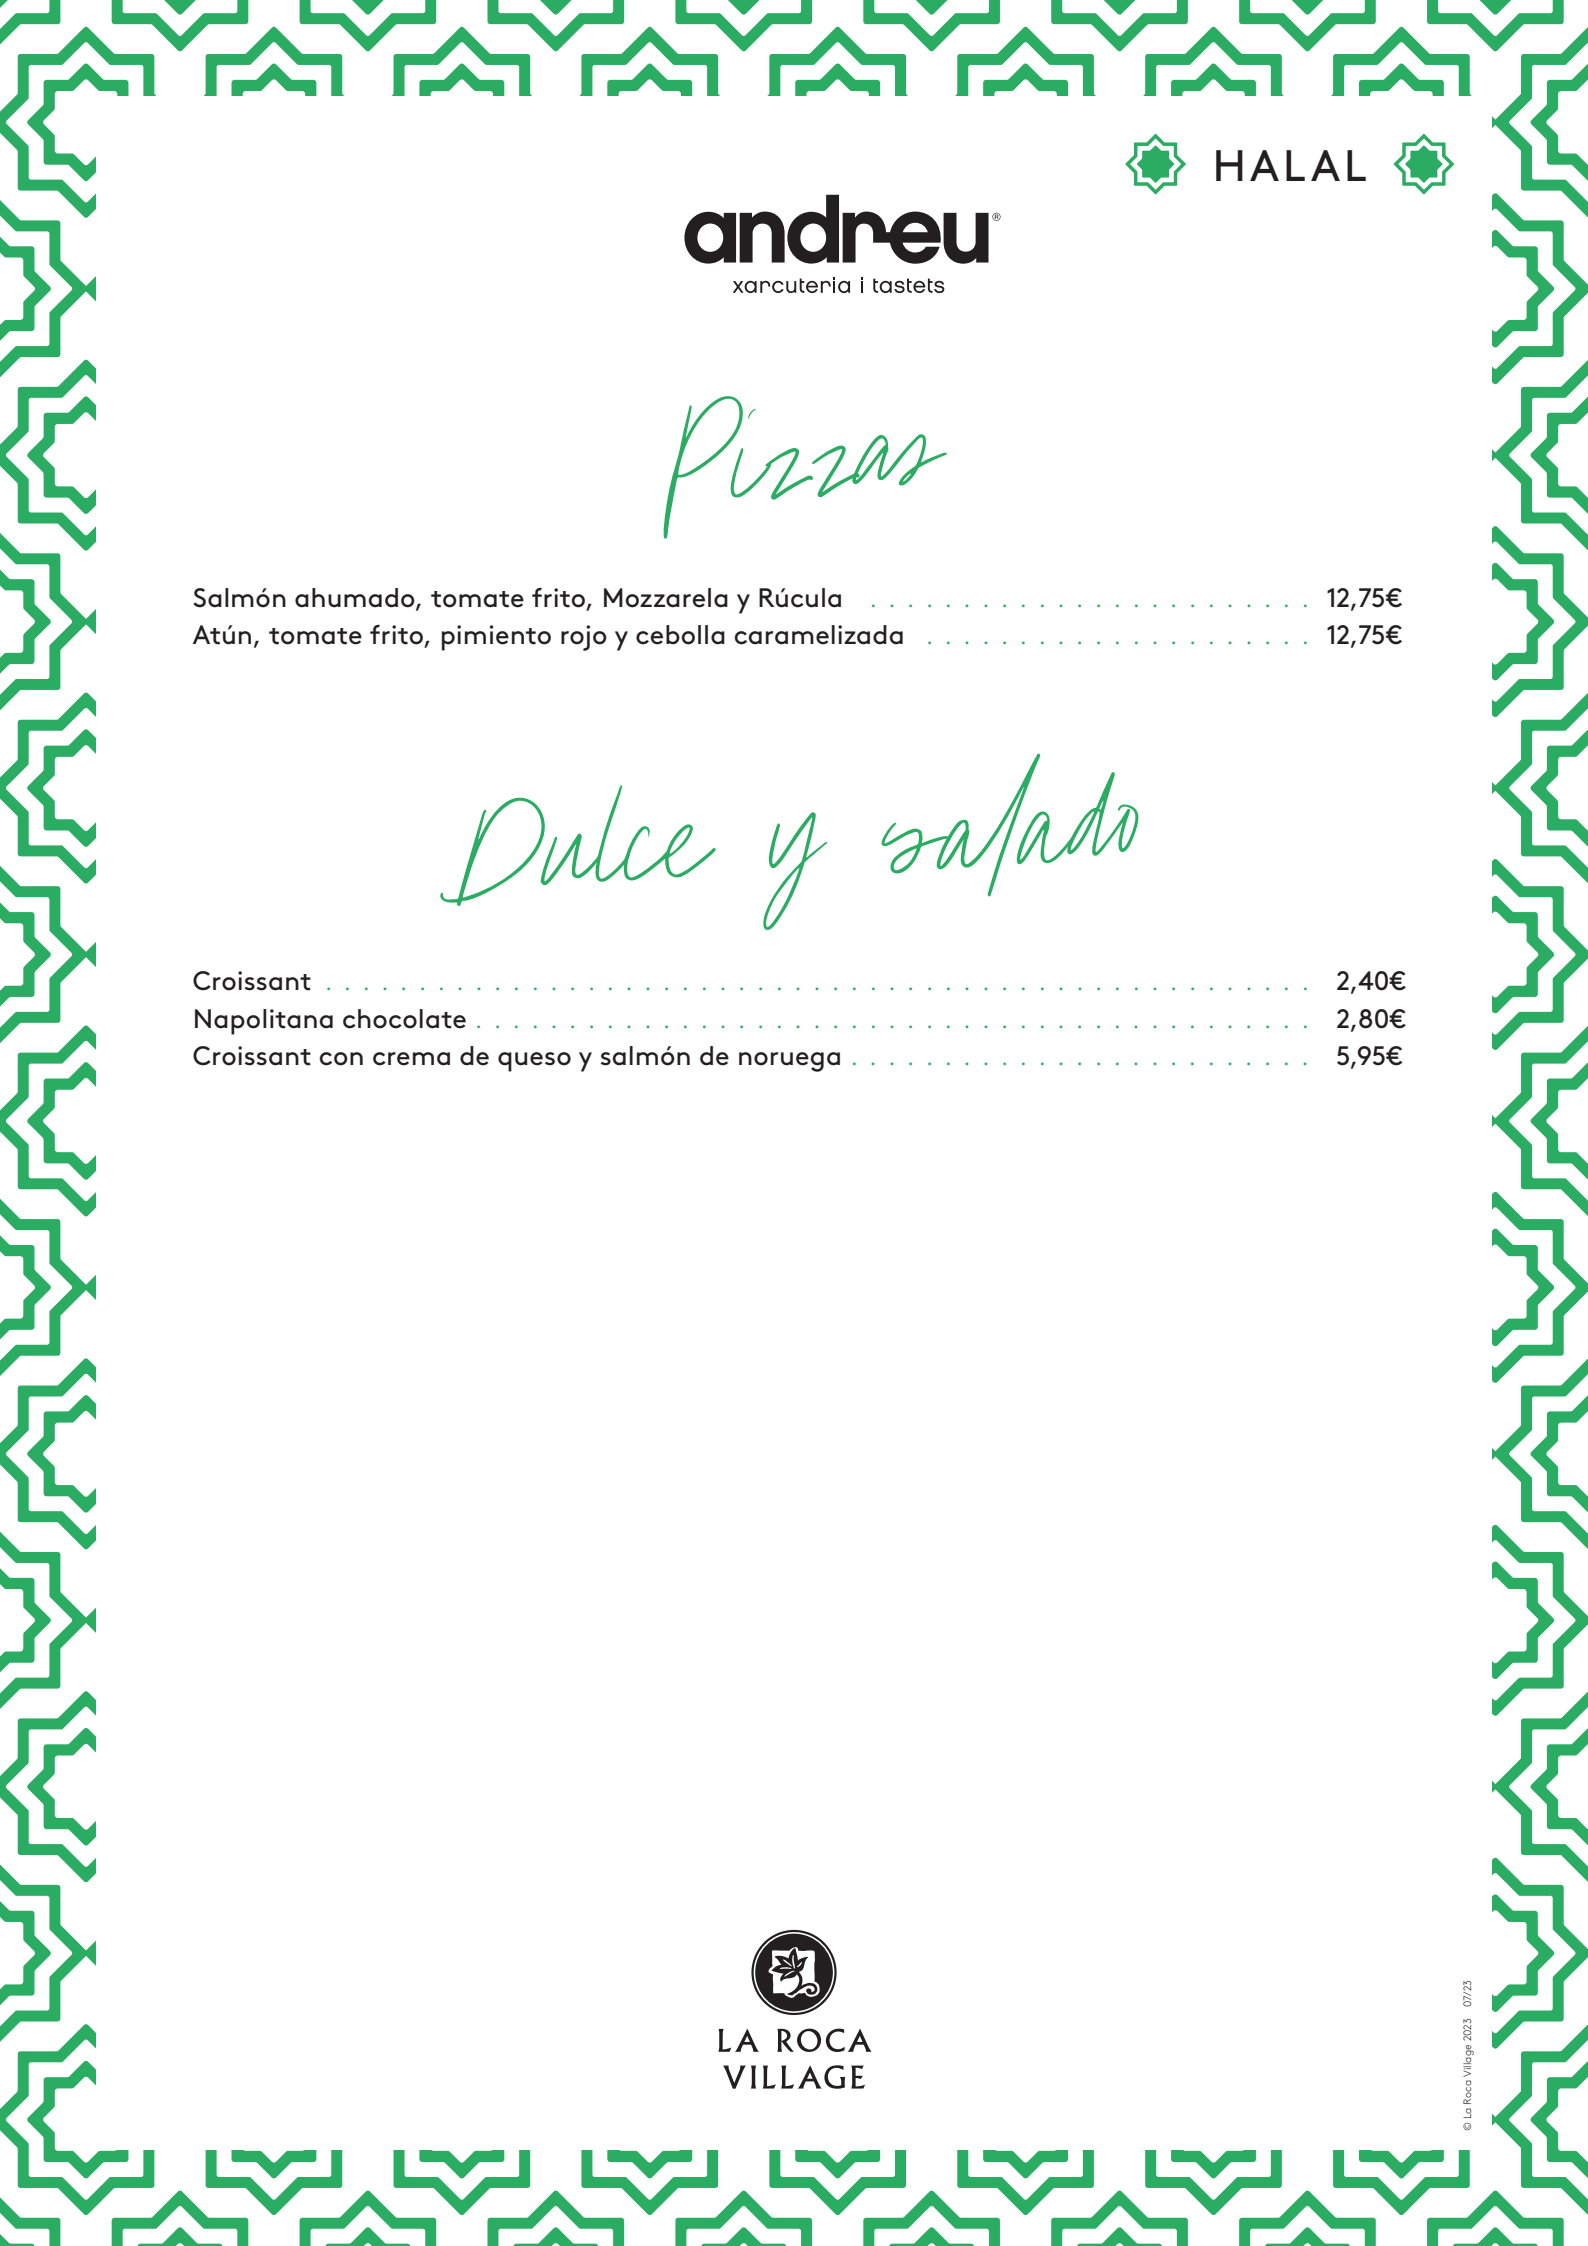 HALAL
andreu®
xarcuteria i tastets
Pizzas
Salmón ahumado, tomate frito, Mozzarela y Rúcula . . . . . . . . . . . . . . . . . . . . . . . . 12,75€
Atún, tomate frito, pimiento rojo y cebolla caramelizada . . . . . . . . . . . . . . . . . . . . . 12,75€
Dulce y salado
Croissant . . . . . . . . . . . . . . . . . . . . . . . . . . . . . . . . . . . . . . . . . . . . . . . . . . . . . 2,40€
Napolitana chocolate . . . . . . . . . . . . . . . . . . . . . . . . . . . . . . . . . . . . . . . . . . . . . 2,80€
Croissant con crema de queso y salmón de noruega . . . . . . . . . . . . . . . . . . . . . . . . . 5,95€
LA ROCA
VILLAGE
© La Roca Village 2023 07/23